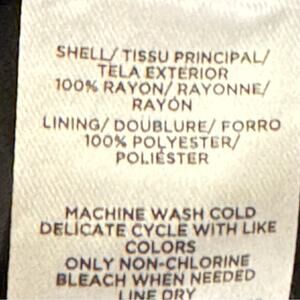 SHELL/ TISSU PRINCIPAL/
TELA EXTERIOR
100% RAYON/ RAYONNE/
RAYÓN
LINING/ DOUBLURE/ FORRO
100% POLYESTER/
POLIÉSTER
MACHINE WASH COLD
DELICATE CYCLE WITH LIKE
COLORS
ONLY NON-CHLORINE
BLEACH WHEN NEEDED
LINE DRY